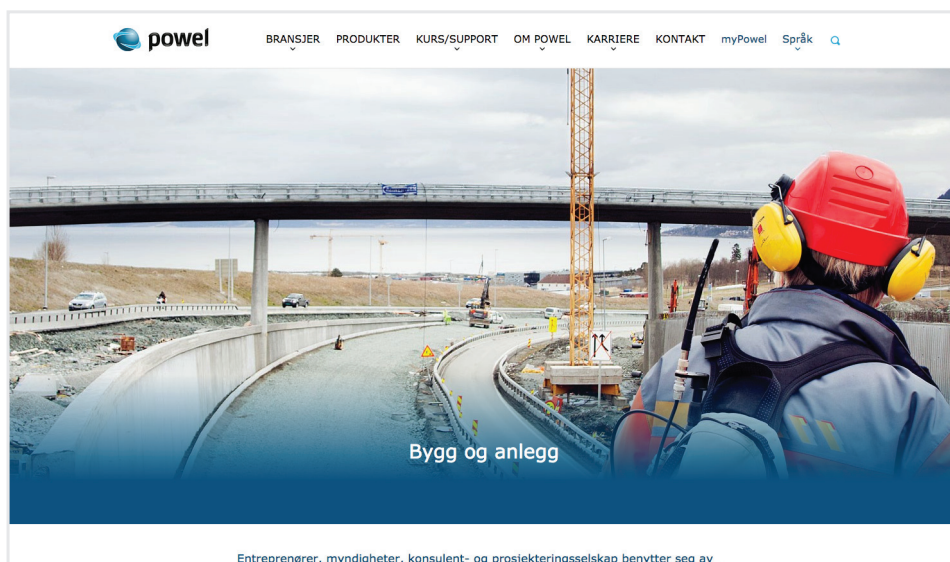 powel
BRANSJER PRODUKTER KURS/SUPPORT OM POWEL KARRIERE KONTAKT myPowel Språk
Bygg og anlegg
Entreprenører, myndigheter, konsulent- og prosjekteringsselskap benytter seg av